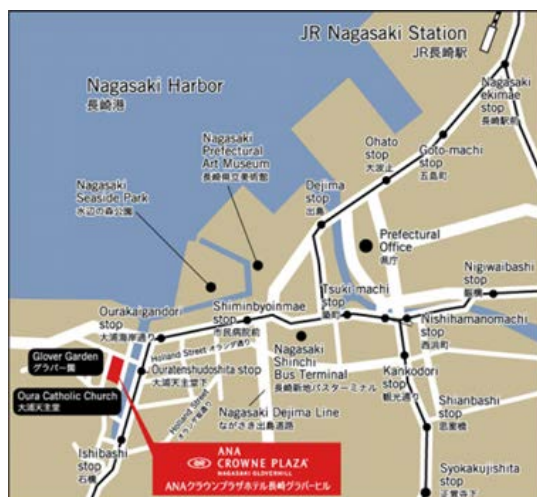 JR Nagasaki Station
JR長崎駅
Nagasaki Harbor
長崎港
Nagasaki
ekimae
stop
長崎駅前
Nagasaki
Prefectural
Art Museum
長崎県立美術館
Ohato
stop
大波止
Goto-machi
stop
五島町
Nagasaki
Seaside Park
水辺の森公園
Dejima
stop
出島
Prefectural
Office
県庁
Nigiwaibashi
stop
賑橋
Tsuki-machi
stop
築町
Ourakaigandori
stop
大浦海岸通り
Shiminbyoinmae
stop
市民病院前
Nishihamanomachi
stop
西浜町
Holland Street オランダ通り
Glover Garden
グラバー園
Ouratenshudoshita stop
大浦天主堂下
Nagasaki
Shinchi
Bus Terminal
長崎新地バスターミナル
Kankodori
stop
観光通り
Oura Catholic Church
大浦天主堂
Holland Street
Shianbashi
stop
思案橋
Nagasaki Dejima Line
ながさき出島道路
Ishibashi
stop
石橋
ANA
CROWNE PLAZA
NAGASAKI GLOVERHILL
ANAクラウンプラザホテル長崎グラバーヒル
Syokakujishita
stop
正覚寺下